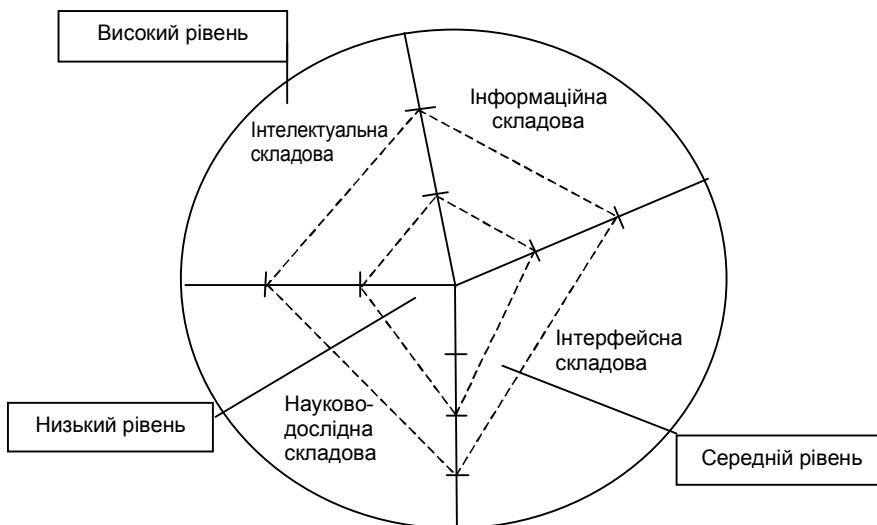 Високий рівень
Інтелектуальна
складова
Інформаційна
складова
Інтерфейсна
складова
Науково-
дослідна
складова
Низький рівень
Середній рівень